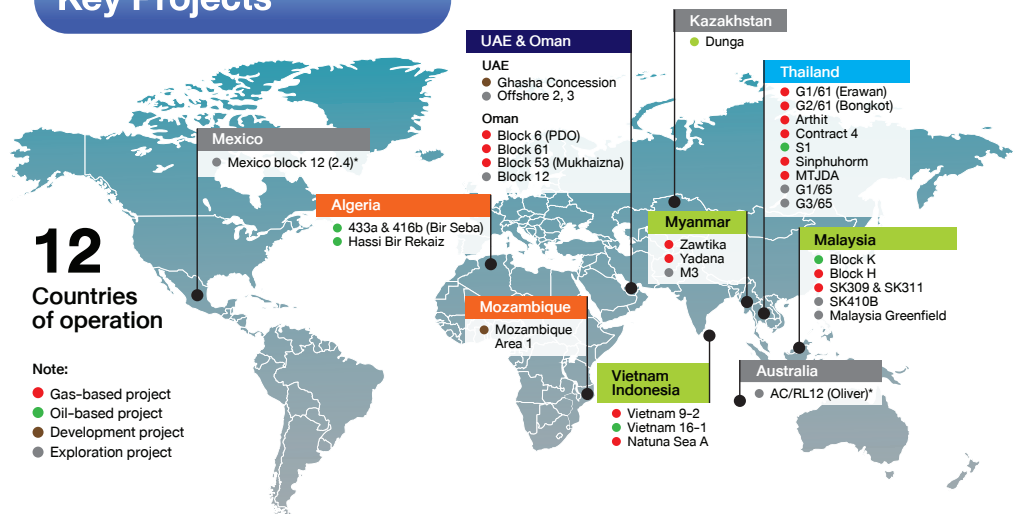 Key Projects
Kazakhstan
Dunga
UAE & Oman
UAE
Ghasha Concession
Offshore 2, 3
Oman
Block 6 (PDO)
Block 61
Block 53 (Mukhaizna)
Block 12
Thailand
G1/61 (Erawan)
G2/61 (Bongkot)
Arthit
Contract 4
S1
Sinphuhorm
MTJDA
G1/65
G3/65
Mexico
Mexico block 12 (2.4)*
Algeria
433a & 416b (Bir Seba)
Hassi Bir Rekaiz
Myanmar
Zawtika
Yadana
M3
Malaysia
Block K
Block H
SK309 & SK311
SK410B
Malaysia Greenfield
12
Countries
of operation
Mozambique
Mozambique
Area 1
Vietnam
Indonesia
Vietnam 9-2
Vietnam 16-1
Natuna Sea A
Australia
AC/RL12 (Oliver)*
Note:
Gas-based project
Oil-based project
Development project
Exploration project